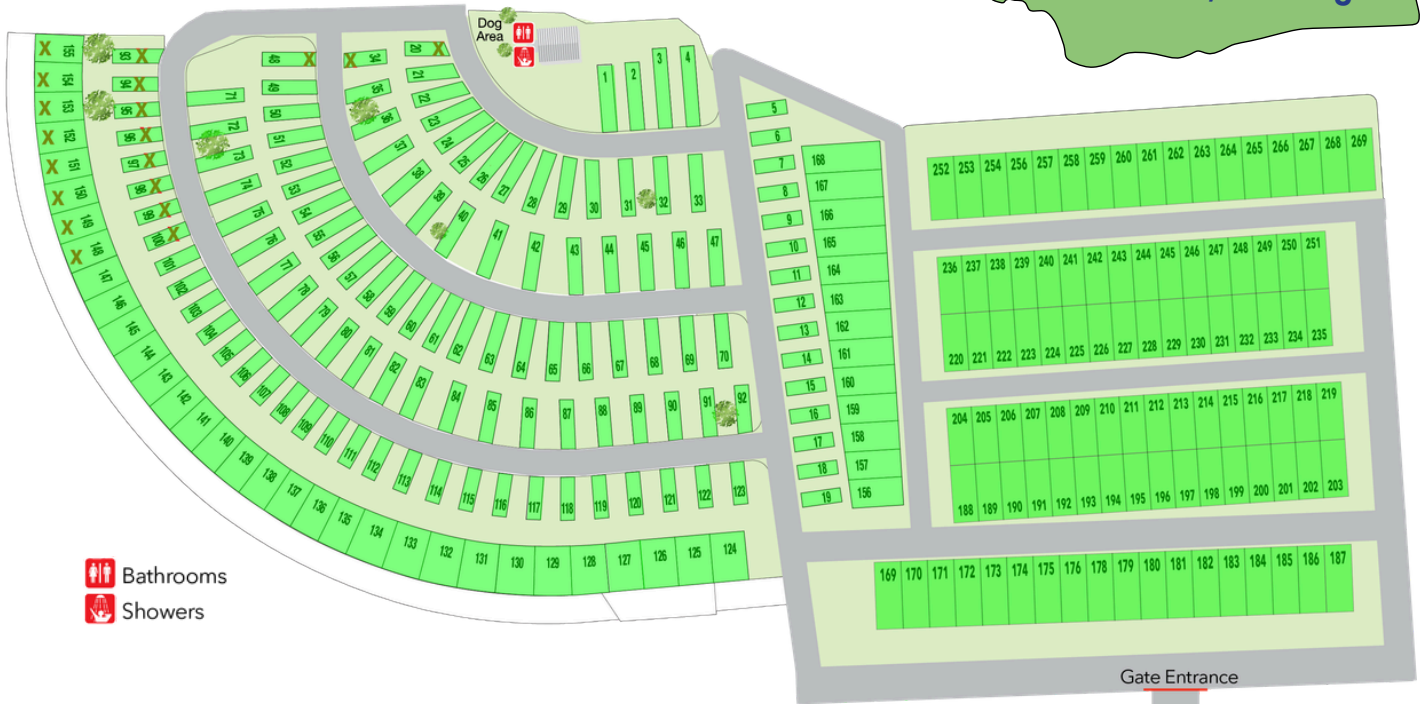 Dog
Area
1 2 3 4
5
6
7
8
9
10
11
12
13
14
15
16
17
18
19
X 20
21 22 23 24 25 26 27 28 29 30 31 32 33
X 34
35 36 37 38 39 40 41 42 43 44 45 46 47
48 X
49 50 51 52 53 54 55 56 57 58 59 60 61 62 63 64 65 66 67 68 69 70
71 72 73 74 75 76 77 78 79 80 81 82 83 84 85 86 87 88 89 90 91 92
93 X
94 X
95 X
96 X
97 X
98 X
99 X
100 X
101 102 103 104 105 106 107 108 109 110 111 112 113 114 115 116 117 118 119 120 121 122 123
X 155
X 154
X 153
X 152
X 151
X 150
X 149
X 148
147 146 145 144 143 142 141 140 139 138 137 136 135 134 133 132 131 130 129 128 127 126 125 124
168
167
166
165
164
163
162
161
160
159
158
157
156
252 253 254 256 257 258 259 260 261 262 263 264 265 266 267 268 269
236 237 238 239 240 241 242 243 244 245 246 247 248 249 250 251
220 221 222 223 224 225 226 227 228 229 230 231 232 233 234 235
204 205 206 207 208 209 210 211 212 213 214 215 216 217 218 219
188 189 190 191 192 193 194 195 196 197 198 199 200 201 202 203
169 170 171 172 173 174 175 176 178 179 180 181 182 183 184 185 186 187
Bathrooms
Showers
Gate Entrance